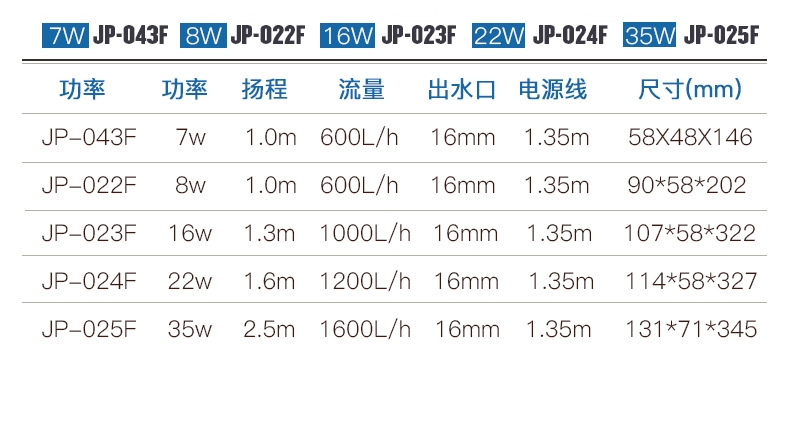 7W JP-043F 8W JP-022F 16W JP-023F 22W JP-024F 35W JP-025F
功率 功率 扬程 流量 出水口 电源线 尺寸(mm)
JP-043F 7w 1.0m 600L/h 16mm 1.35m 58X48X146
JP-022F 8w 1.0m 600L/h 16mm 1.35m 90*58*202
JP-023F 16w 1.3m 1000L/h 16mm 1.35m 107*58*322
JP-024F 22w 1.6m 1200L/h 16mm 1.35m 114*58*327
JP-025F 35w 2.5m 1600L/h 16mm 1.35m 131*71*345